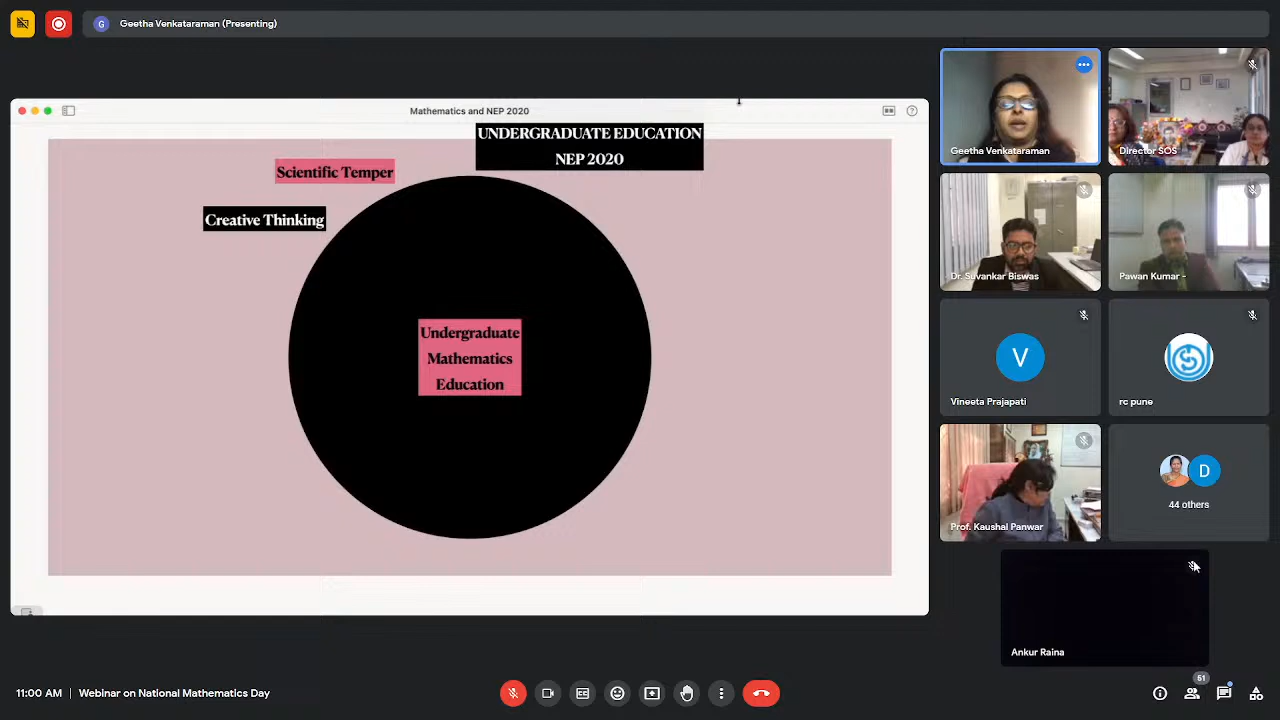 G Geetha Venkataraman (Presenting)
Mathematics and NEP 2020
UNDERGRADUATE EDUCATION
NEP 2020
Scientific Temper
Creative Thinking
Undergraduate
Mathematics
Education
Geetha Venkataraman
Director SOS
Dr. Suvankar Biswas
Pawan Kumar -
V
Vineeta Prajapati
rc pune
Prof. Kaushal Panwar
D
44 others
Ankur Raina
11:00 AM | Webinar on National Mathematics Day
61